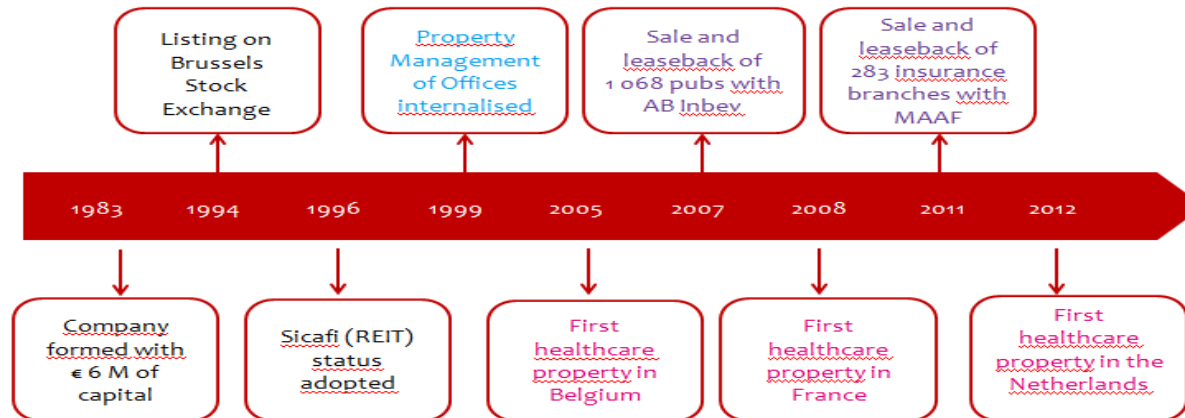 Listing on
Brussels
Stock
Exchange
Property
Management
of Offices
internalised
Sale and
leaseback of
1 068 pubs with
AB Inbev
Sale and
leaseback of
283 insurance
branches with
MAAF
1983 1994 1996 1999 2005 2007 2008 2011 2012
Company
formed with
€ 6 M of
capital
Sicafi (REIT)
status
adopted
First
healthcare
property in
Belgium
First
healthcare
property in
France
First
healthcare
property in the
Netherlands